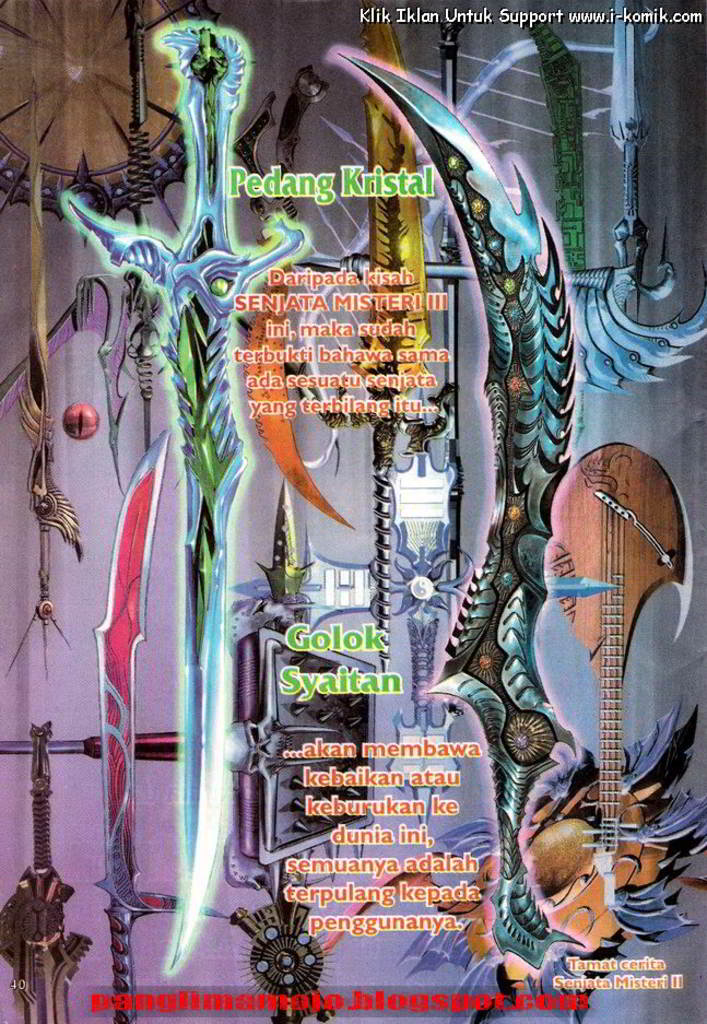 Klik Iklan Untuk Support www.i-komik.com
Pedang Kristal
Daripada kisah
SENJATA MISTERI III
ini, maka sudah
terbukti bahawa sama
ada sesuatu senjata
yang terbilang itu...
Golok
Syaitan
...akan membawa
kebaikan atau
keburukan ke
dunia ini,
semuanya adalah
terpulang kepada
penggunanya.
Tamat cerita
Senjata Misteri II
40
panglimamojo.blogspot.com